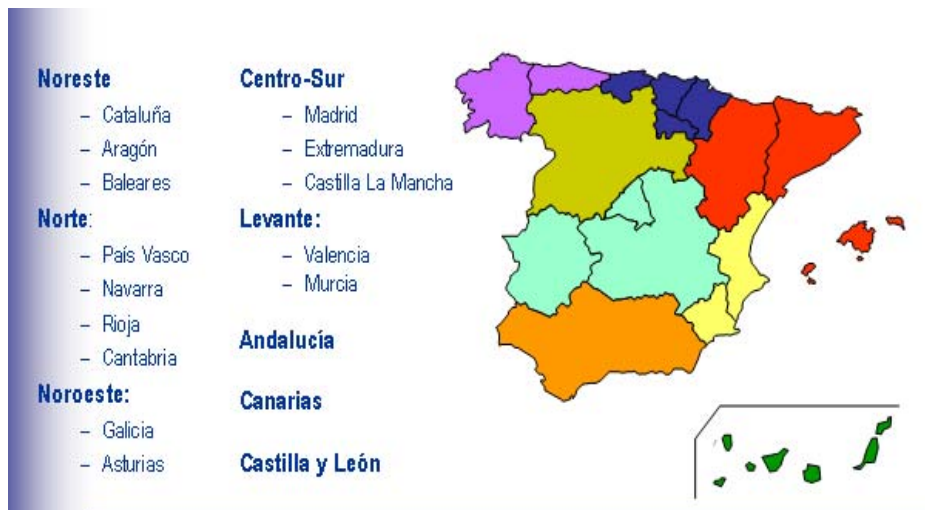 Noreste
– Cataluña
– Aragón
– Baleares
Norte:
– País Vasco
– Navarra
– Rioja
– Cantabria
Noroeste:
– Galicia
– Asturias
Centro-Sur
– Madrid
– Extremadura
– Castilla La Mancha
Levante:
– Valencia
– Murcia
Andalucía
Canarias
Castilla y León